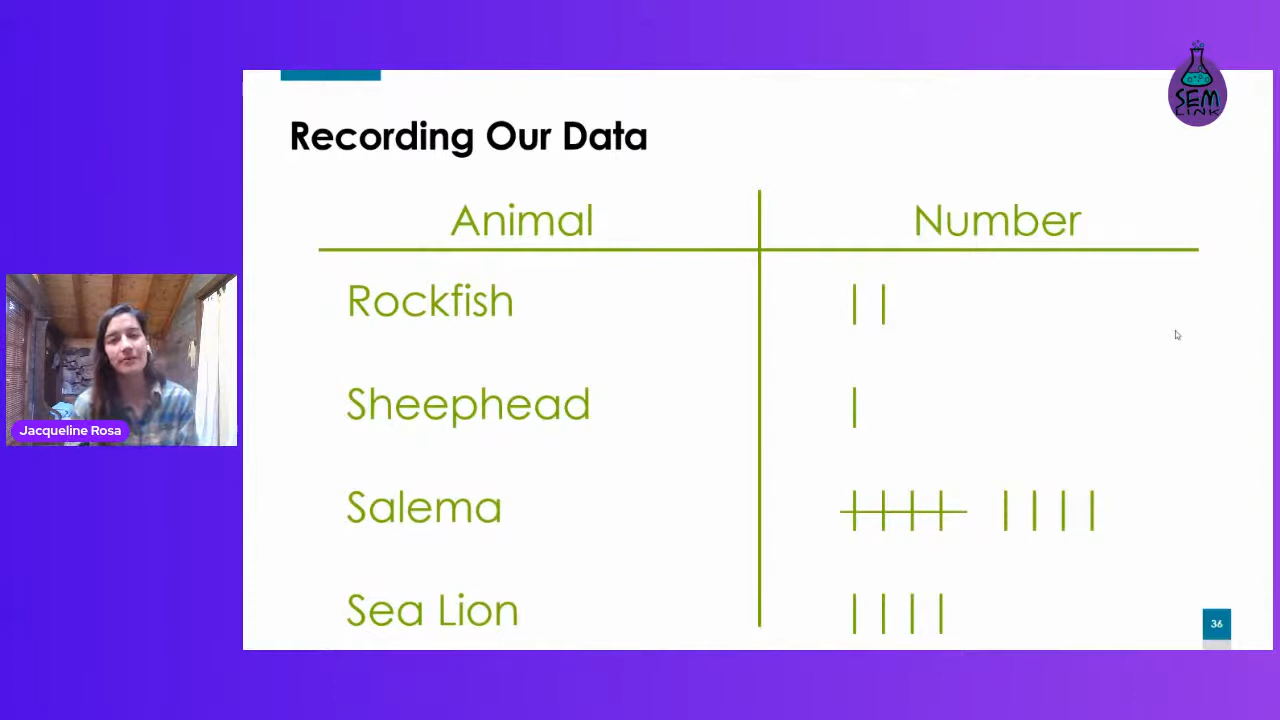 SEM
LINK
Recording Our Data
Animal Number
Rockfish
Sheephead
Salema
Sea Lion
Jacqueline Rosa
36